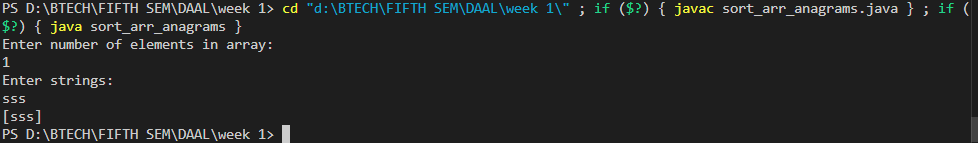 PS D:\BTECH\FIFTH SEM\DAAL\week 1> cd "d:\BTECH\FIFTH SEM\DAAL\week 1\" ; if ($?) { javac sort_arr_anagrams.java } ; if (
$?) { java sort_arr_anagrams }
Enter number of elements in array:
1
Enter strings:
sss
[sss]
PS D:\BTECH\FIFTH SEM\DAAL\week 1>